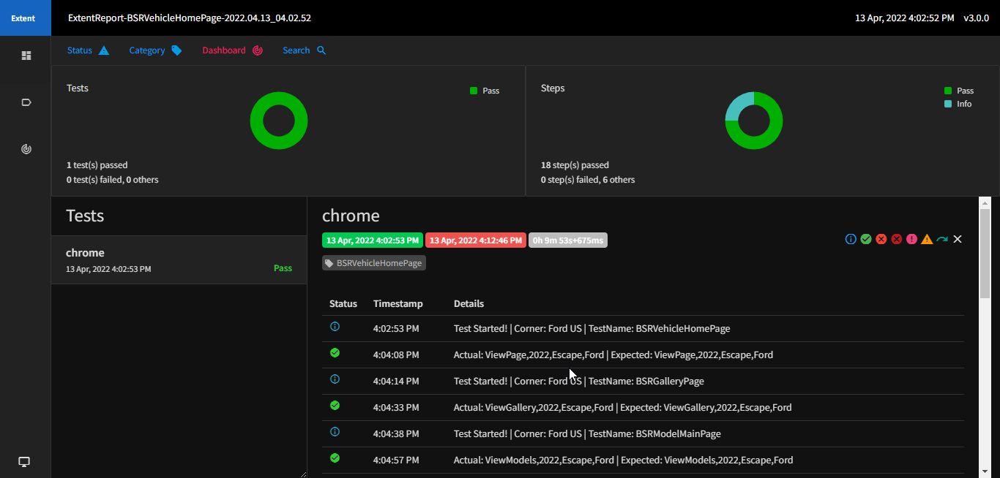 Extent
ExtentReport-BSRVehicleHomePage-2022.04.13_04.02.52
13 Apr, 2022 4:02:52 PM v3.0.0
Status Category Dashboard Search
Tests
Pass
1 test(s) passed
0 test(s) failed, 0 others
Steps
Pass
Info
18 step(s) passed
0 step(s) failed, 6 others
Tests
chrome
13 Apr, 2022 4:02:53 PM Pass
chrome
13 Apr, 2022 4:02:53 PM 13 Apr, 2022 4:12:46 PM 0h 9m 53s+675ms
BSRVehicleHomePage
Status Timestamp Details
4:02:53 PM Test Started! | Corner: Ford US | TestName: BSRVehicleHomePage
4:04:08 PM Actual: ViewPage,2022,Escape,Ford | Expected: ViewPage,2022,Escape,Ford
4:04:14 PM Test Started! | Corner: Ford US | TestName: BSRGalleryPage
4:04:33 PM Actual: ViewGallery,2022,Escape,Ford | Expected: ViewGallery,2022,Escape,Ford
4:04:38 PM Test Started! | Corner: Ford US | TestName: BSRModelMainPage
4:04:57 PM Actual: ViewModels,2022,Escape,Ford | Expected: ViewModels,2022,Escape,Ford